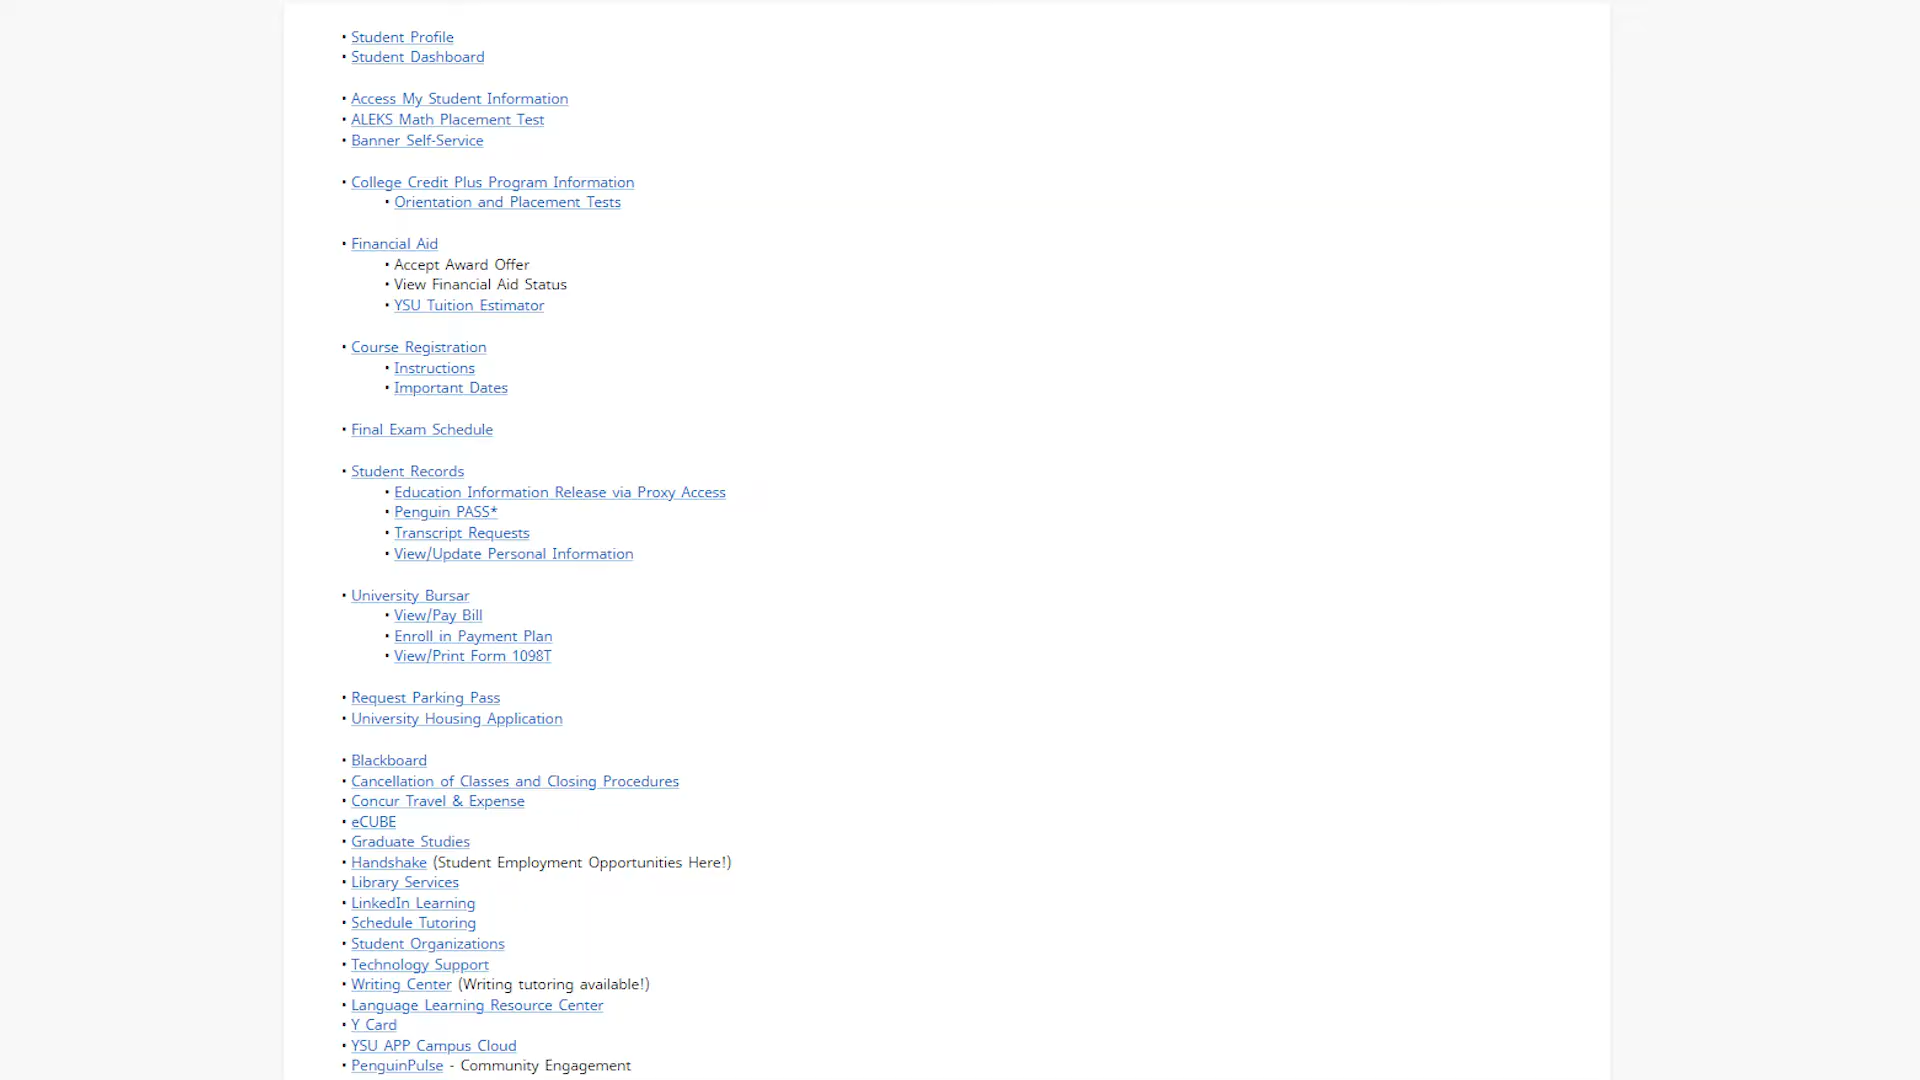 • Student Profile
• Student Dashboard
• Access My Student Information
• ALEKS Math Placement Test
• Banner Self-Service
• College Credit Plus Program Information
• Orientation and Placement Tests
• Financial Aid
• Accept Award Offer
• View Financial Aid Status
• YSU Tuition Estimator
• Course Registration
• Instructions
• Important Dates
• Final Exam Schedule
• Student Records
• Education Information Release via Proxy Access
• Penguin PASS*
• Transcript Requests
• View/Update Personal Information
• University Bursar
• View/Pay Bill
• Enroll in Payment Plan
• View/Print Form 1098T
• Request Parking Pass
• University Housing Application
• Blackboard
• Cancellation of Classes and Closing Procedures
• Concur Travel & Expense
• eCUBE
• Graduate Studies
• Handshake (Student Employment Opportunities Here!)
• Library Services
• LinkedIn Learning
• Schedule Tutoring
• Student Organizations
• Technology Support
• Writing Center (Writing tutoring available!)
• Language Learning Resource Center
• Y Card
• YSU APP Campus Cloud
• PenguinPulse - Community Engagement